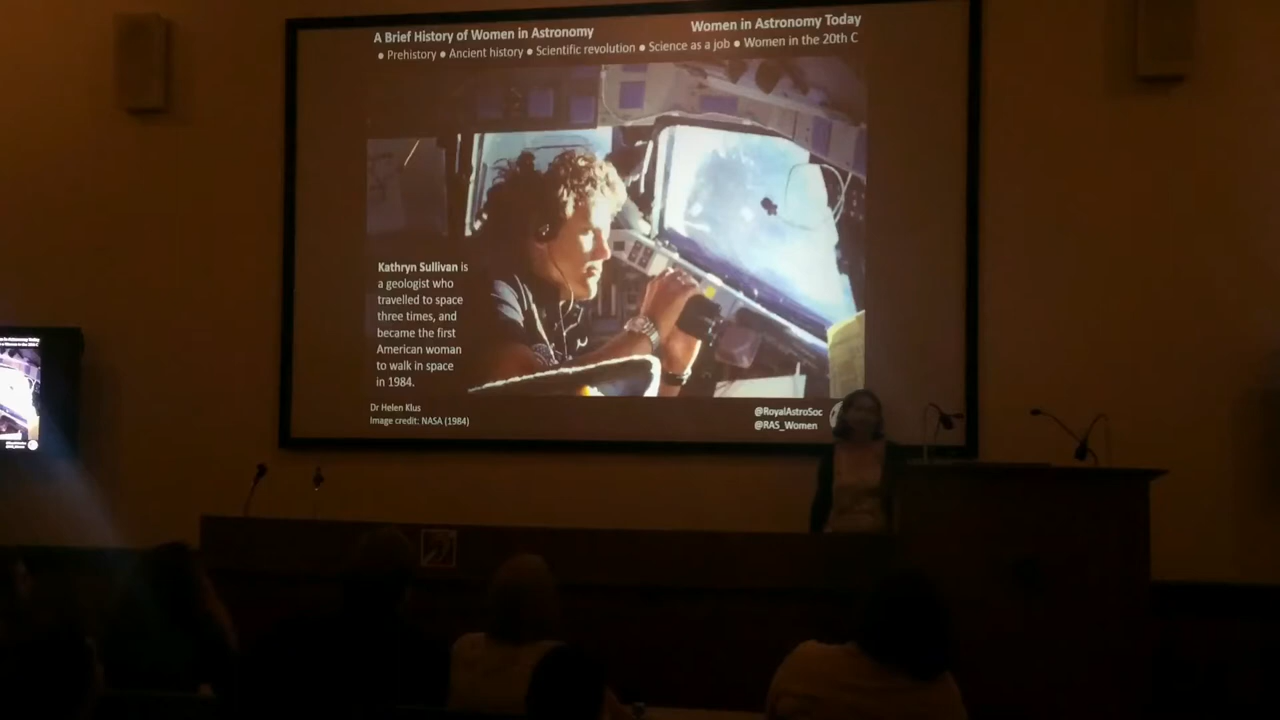 A Brief History of Women in Astronomy
Women in Astronomy Today
● Prehistory ● Ancient history ● Scientific revolution ● Science as a job ● Women in the 20th C
Kathryn Sullivan is
a geologist who
travelled to space
three times, and
became the first
American woman
to walk in space
in 1984.
Dr Helen Klus
Image credit: NASA (1984)
@RoyalAstroSoc
@RAS_Women